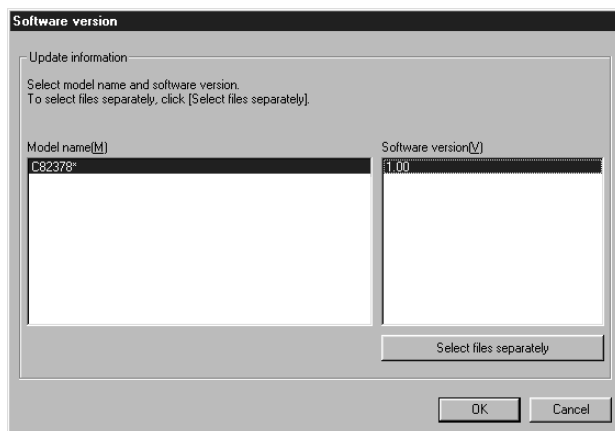 Software version
Update information
Select model name and software version.
To select files separately, click [Select files separately].
Model name(M)
Software version(V)
C82378*
1.00
Select files separately
OK
Cancel